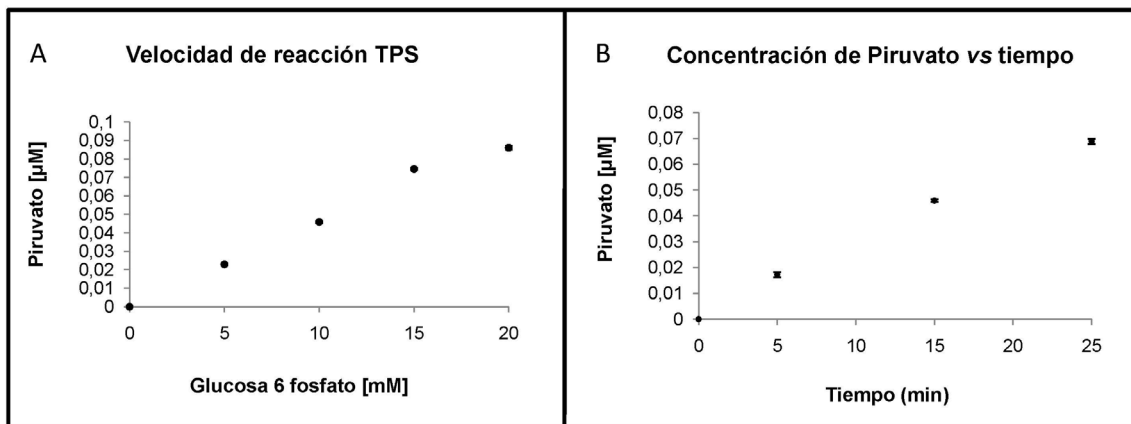 A
Velocidad de reacción TPS
Piruvato [µM]
0,1
0,09
0,08
0,07
0,06
0,05
0,04
0,03
0,02
0,01
0
0 5 10 15 20
Glucosa 6 fosfato [mM]
B
Concentración de Piruvato vs tiempo
Piruvato [µM]
0,08
0,07
0,06
0,05
0,04
0,03
0,02
0,01
0
0 5 10 15 20 25
Tiempo (min)